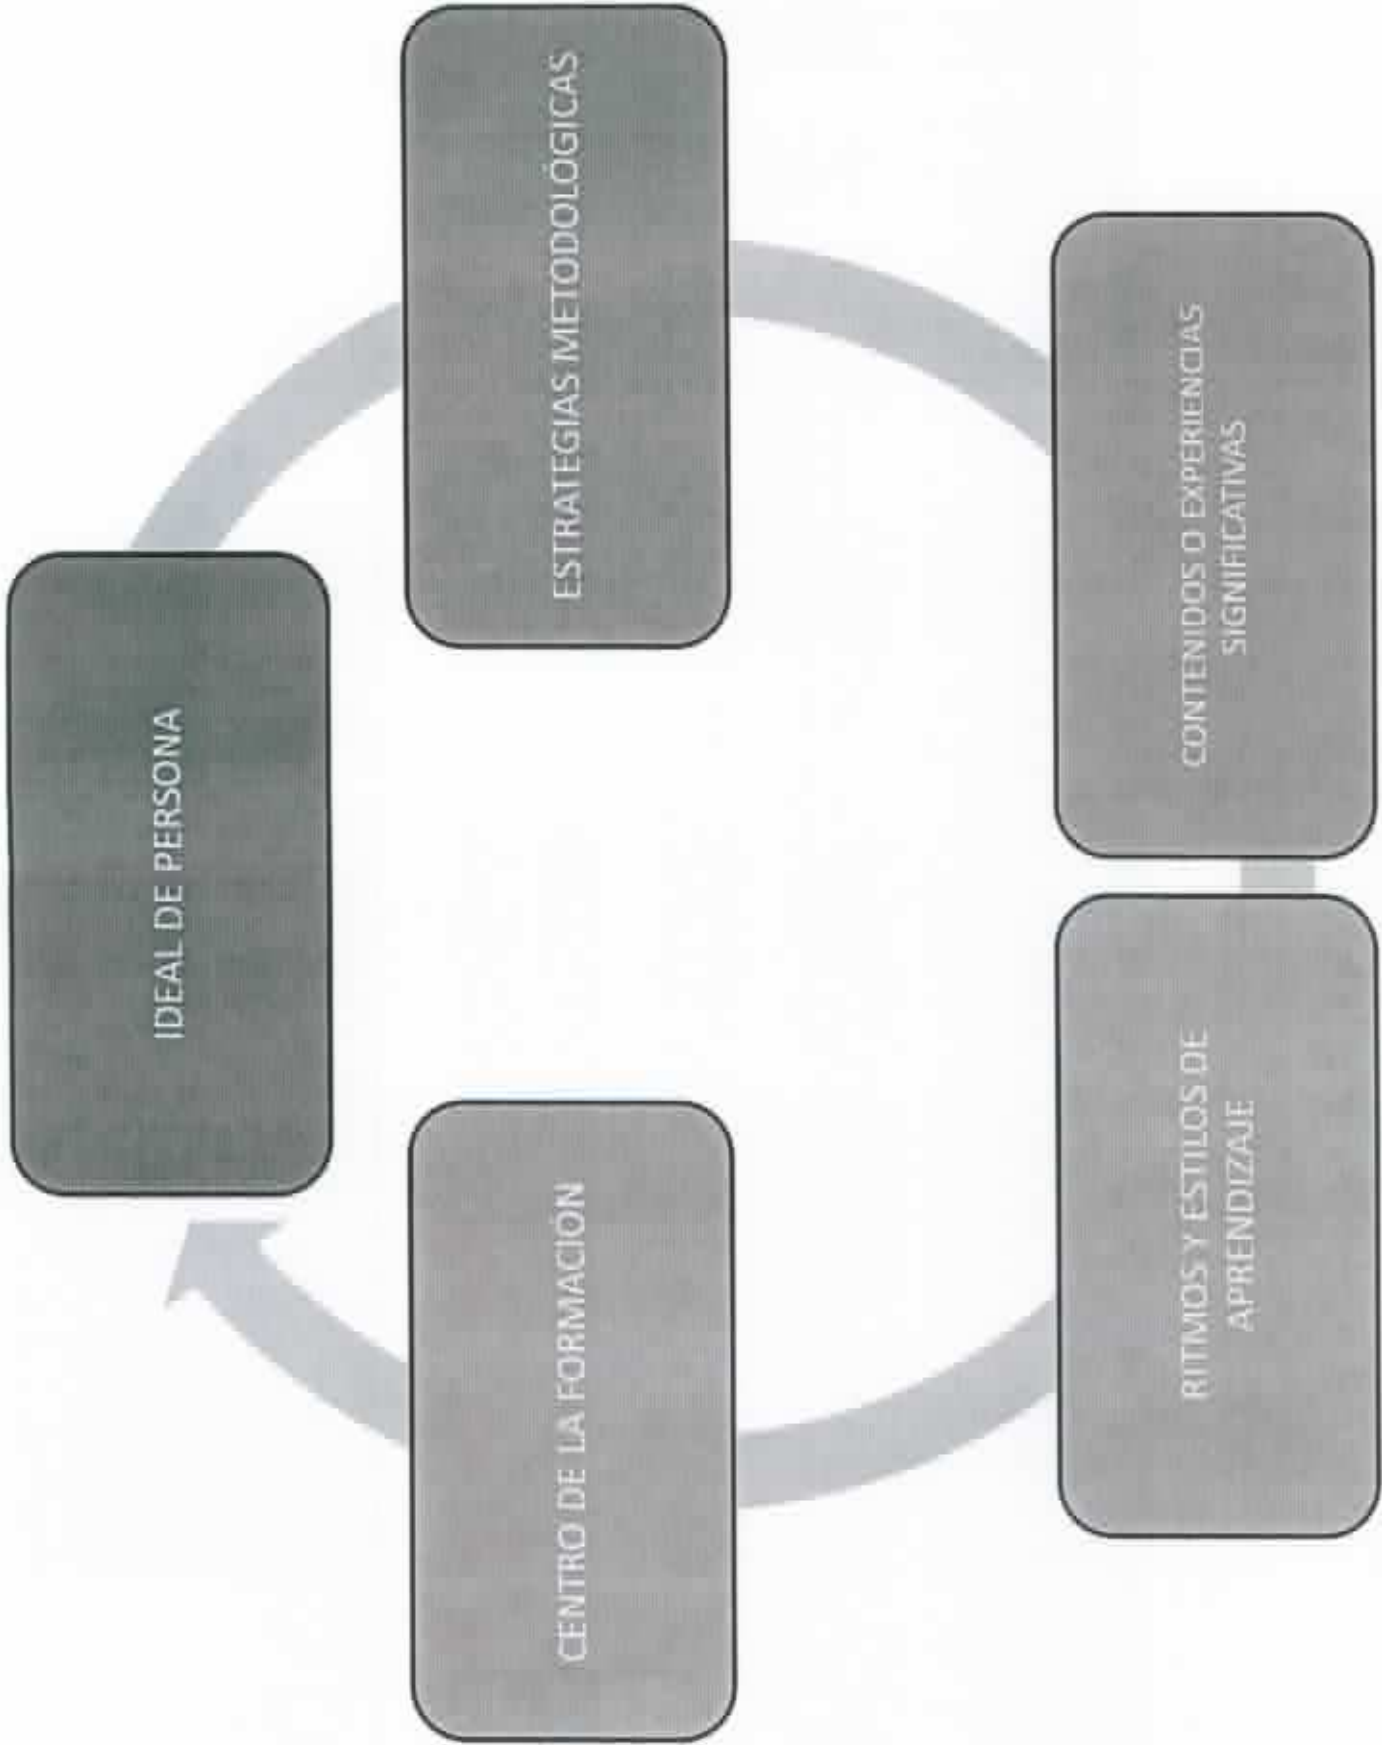 IDEAL DE PERSONA
ESTRATEGIAS METODOLÓGICAS
CONTENIDOS O EXPERIENCIAS
SIGNIFICATIVAS
RITMOS Y ESTILOS DE
APRENDIZAJE
CENTRO DE LA FORMACIÓN